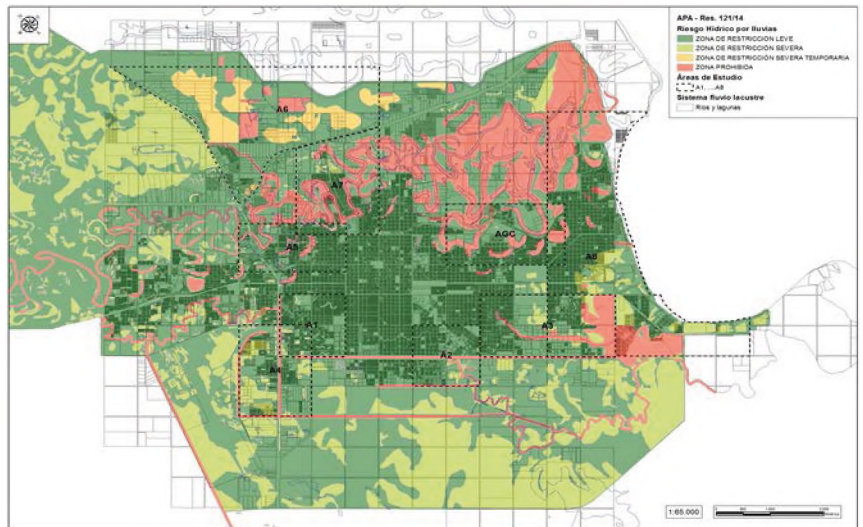 APA - Res. 121/14
Riesgo Hídrico por lluvias
ZONA DE RESTRICCIÓN LEVE
ZONA DE RESTRICCIÓN SEVERA
ZONA DE RESTRICCIÓN SEVERA TEMPORARIA
ZONA PROHIBIDA
Áreas de Estudio
A1, ....A8
Sistema fluvio lacustre
Ríos y lagunas
A6
A7
AGC
A5
A8
A1
A3
A2
A4
1:65.000